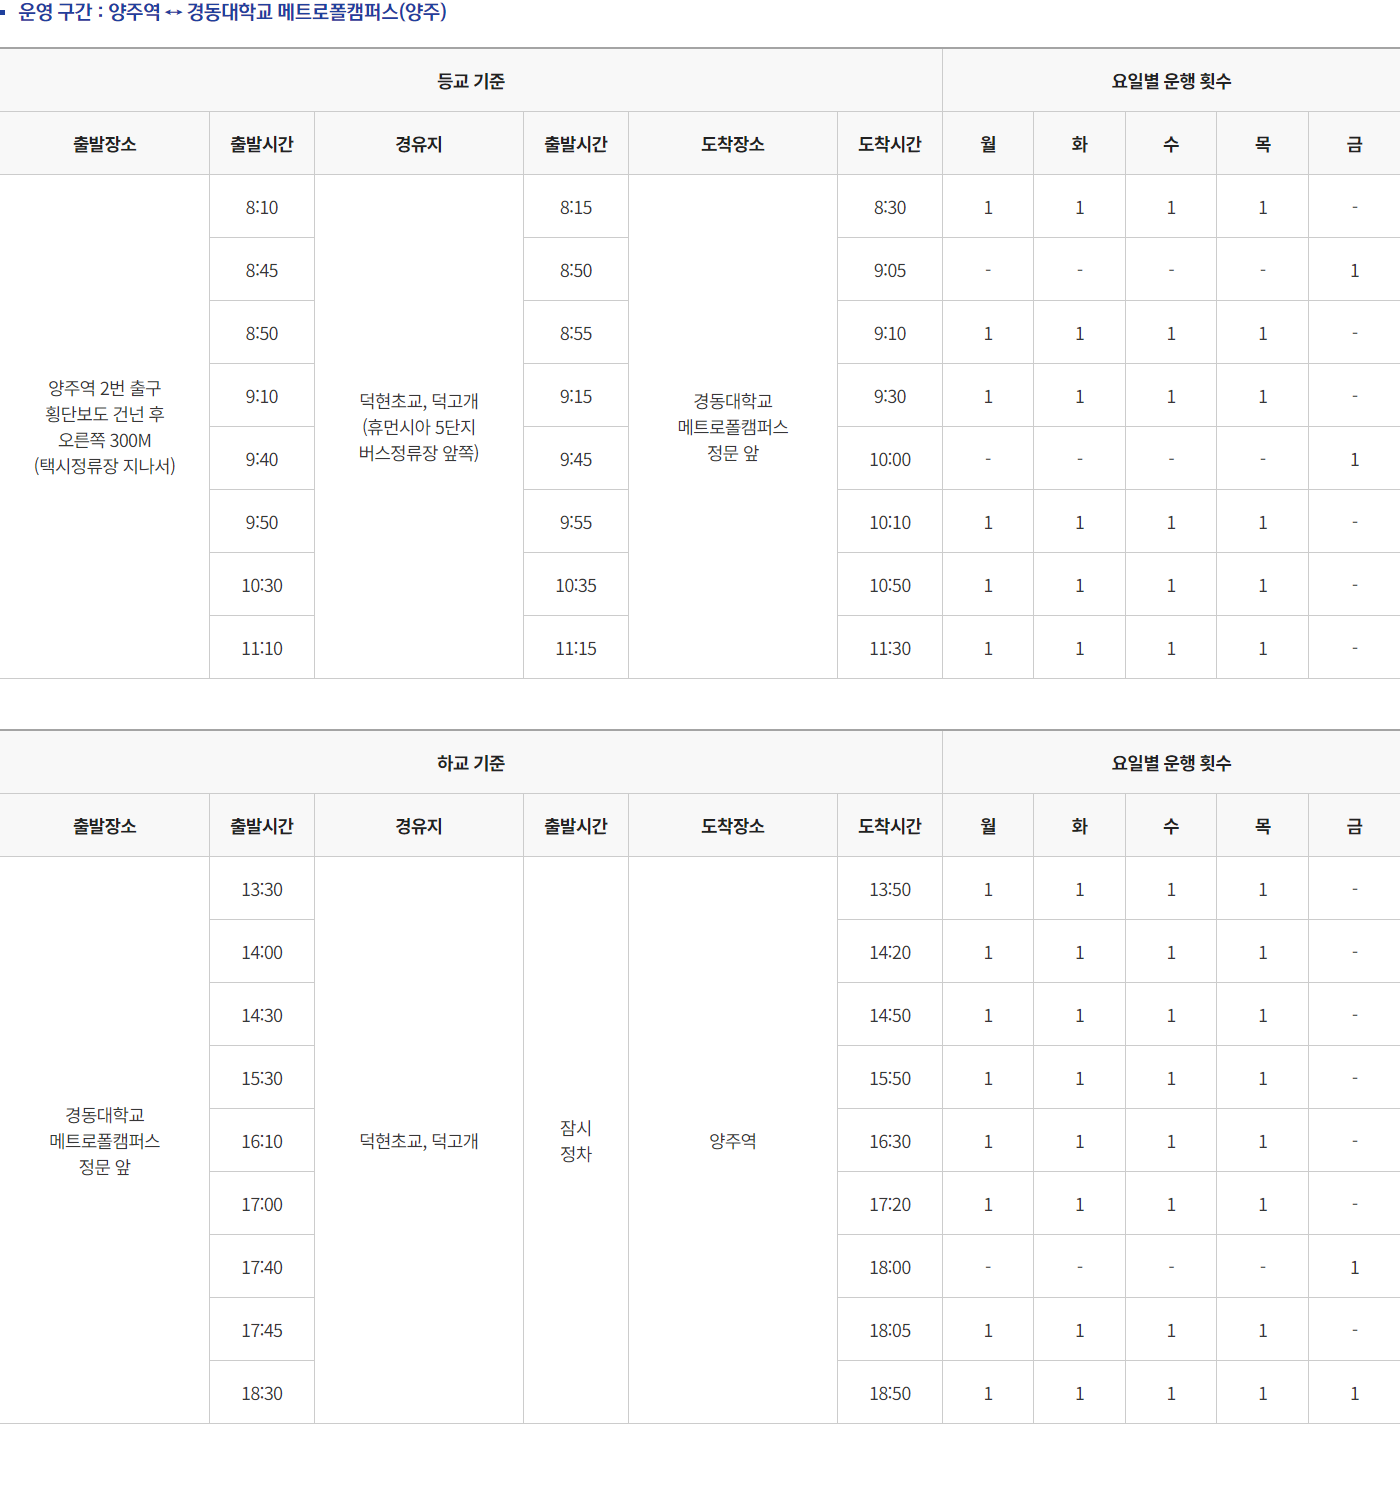 운영 구간 : 양주역 ↔ 경동대학교 메트로폴캠퍼스(양주)
등교 기준 요일별 운행 횟수
출발장소 출발시간 경유지 출발시간 도착장소 도착시간 월 화 수 목 금
8:10 8:15 8:30 1 1 1 1 -
8:45 8:50 9:05 - - - - 1
8:50 8:55 9:10 1 1 1 1 -
양주역 2번 출구
횡단보도 건넌 후
오른쪽 300M
(택시정류장 지나서)
9:10 9:15 9:30 1 1 1 1 -
덕현초교, 덕고개
(휴먼시아 5단지
버스정류장 앞쪽)
경동대학교
메트로폴캠퍼스
정문 앞
9:40 9:45 10:00 - - - - 1
9:50 9:55 10:10 1 1 1 1 -
10:30 10:35 10:50 1 1 1 1 -
11:10 11:15 11:30 1 1 1 1 -
하교 기준 요일별 운행 횟수
출발장소 출발시간 경유지 출발시간 도착장소 도착시간 월 화 수 목 금
13:30 13:50 1 1 1 1 -
14:00 14:20 1 1 1 1 -
14:30 14:50 1 1 1 1 -
15:30 15:50 1 1 1 1 -
경동대학교
메트로폴캠퍼스
정문 앞
16:10 덕현초교, 덕고개
잠시
정차
양주역 16:30 1 1 1 1 -
17:00 17:20 1 1 1 1 -
17:40 18:00 - - - - 1
17:45 18:05 1 1 1 1 -
18:30 18:50 1 1 1 1 1